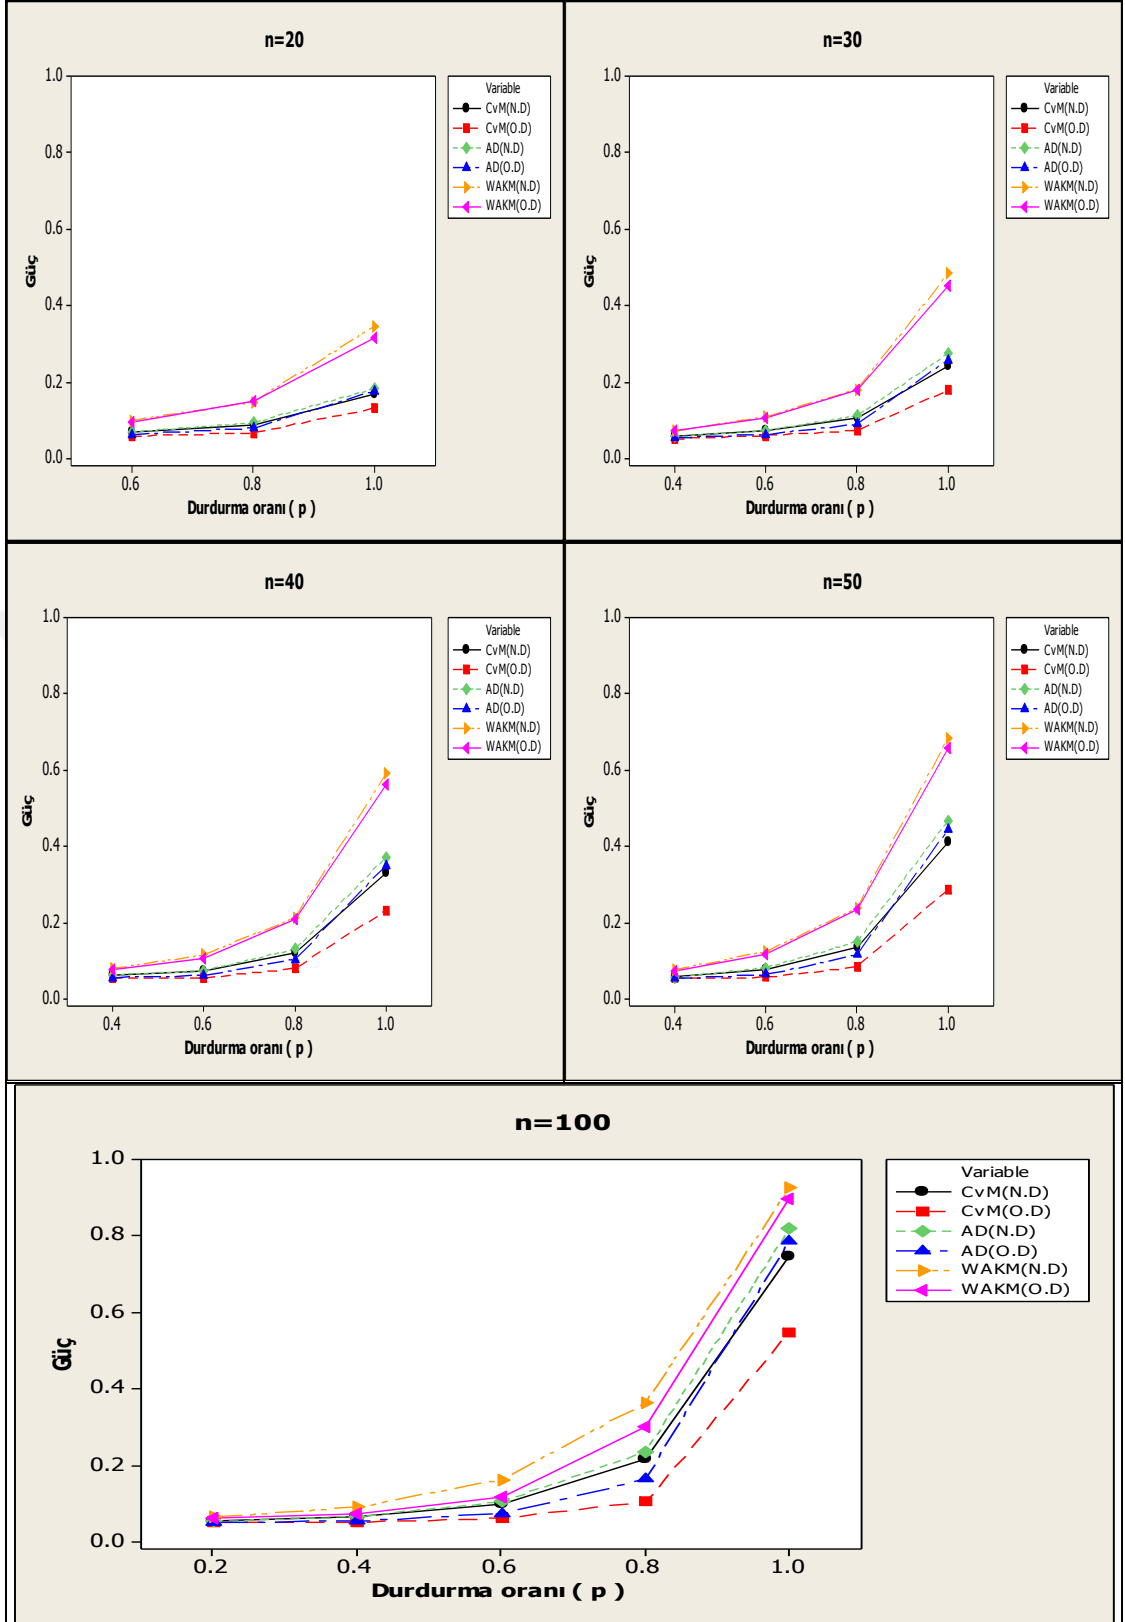 n=20
1.0
0.8
0.6
0.4
0.2
0.0
Güç
0.6 0.8 1.0
Durdurma oranı ( p )
Variable
CvM(N.D)
CvM(O.D)
AD(N.D)
AD(O.D)
WAKM(N.D)
WAKM(O.D)
n=30
1.0
0.8
0.6
0.4
0.2
0.0
Güç
0.4 0.6 0.8 1.0
Durdurma oranı ( p )
Variable
CvM(N.D)
CvM(O.D)
AD(N.D)
AD(O.D)
WAKM(N.D)
WAKM(O.D)
n=40
1.0
0.8
0.6
0.4
0.2
0.0
Güç
0.4 0.6 0.8 1.0
Durdurma oranı ( p )
Variable
CvM(N.D)
CvM(O.D)
AD(N.D)
AD(O.D)
WAKM(N.D)
WAKM(O.D)
n=50
1.0
0.8
0.6
0.4
0.2
0.0
Güç
0.4 0.6 0.8 1.0
Durdurma oranı ( p )
Variable
CvM(N.D)
CvM(O.D)
AD(N.D)
AD(O.D)
WAKM(N.D)
WAKM(O.D)
n=100
1.0
0.8
0.6
0.4
0.2
0.0
Güç
0.2 0.4 0.6 0.8 1.0
Durdurma oranı ( p )
Variable
CvM(N.D)
CvM(O.D)
AD(N.D)
AD(O.D)
WAKM(N.D)
WAKM(O.D)